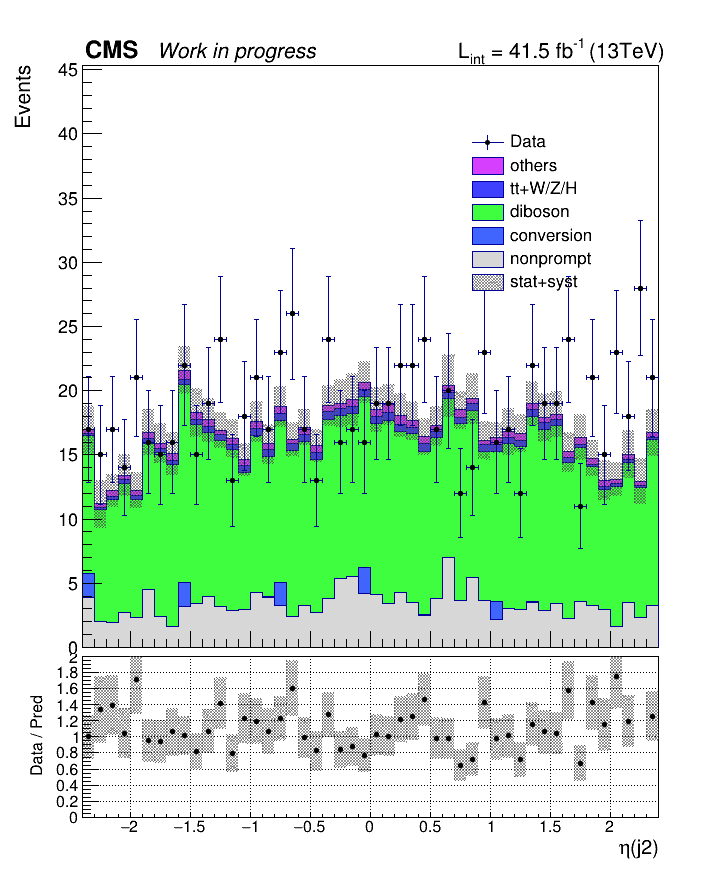 CMS Work in progress L_int = 41.5 fb⁻¹ (13TeV)
Events
45
40
35
30
25
20
15
10
5
0
Data
others
tt+W/Z/H
diboson
conversion
nonprompt
stat+syst
Data / Pred
2
1.8
1.6
1.4
1.2
1
0.8
0.6
0.4
0.2
0
−2 −1.5 −1 −0.5 0 0.5 1 1.5 2
η(j2)